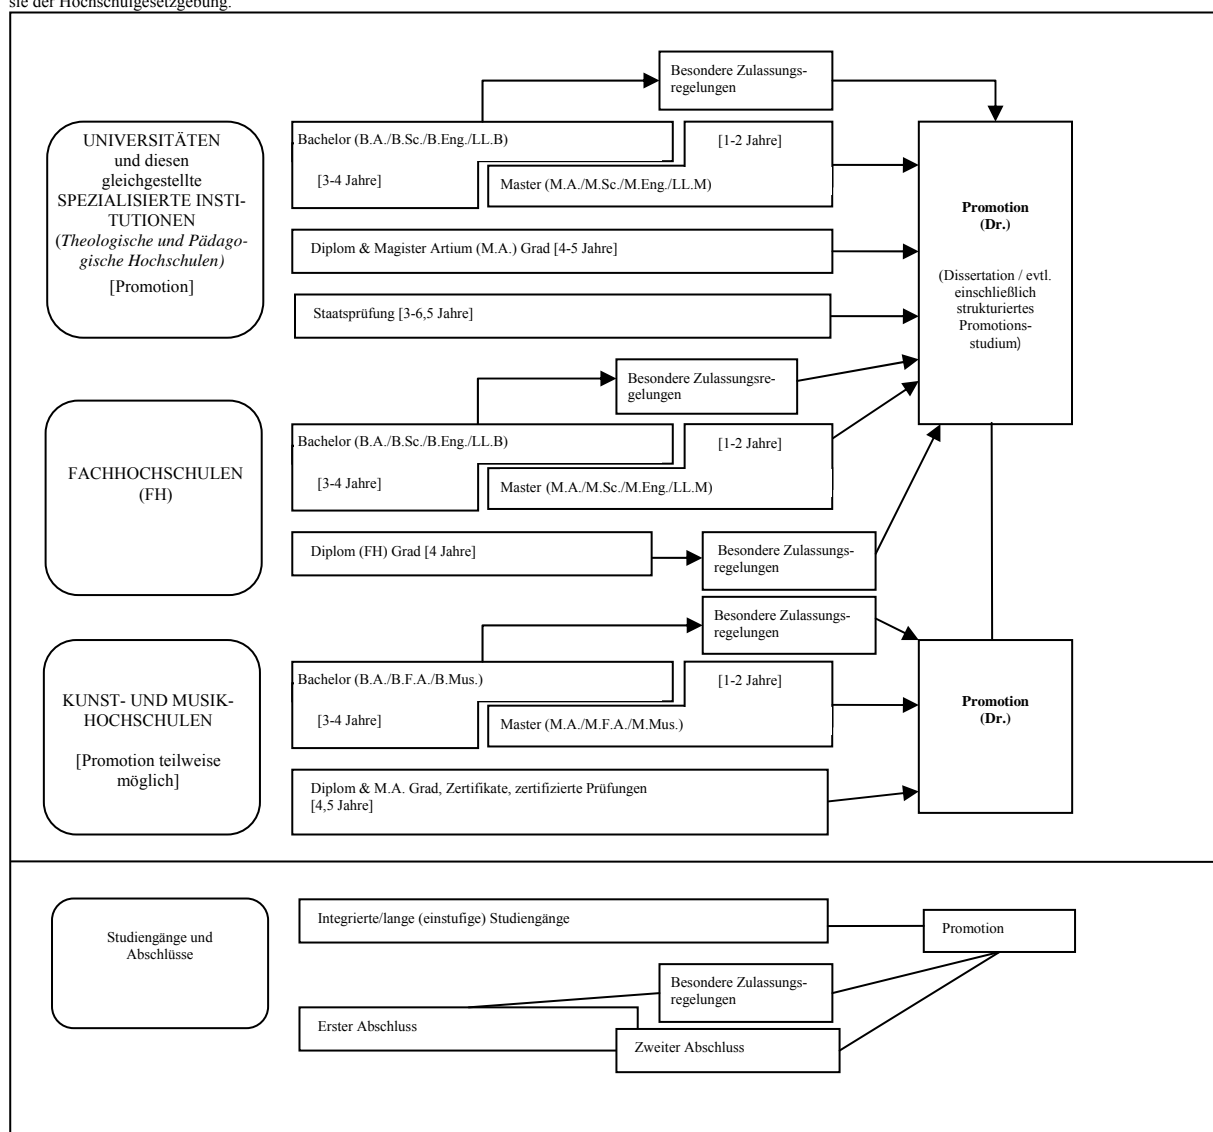 sie der Hochschulgesetzgebung.
Besondere Zulassungs-
regelungen
UNIVERSITÄTEN
und diesen
gleichgestellte
SPEZIALISIERTE INSTI-
TUTIONEN
(Theologische und Pädago-
gische Hochschulen)
[Promotion]
Bachelor (B.A./B.Sc./B.Eng./LL.B)
[3-4 Jahre]
[1-2 Jahre]
Master (M.A./M.Sc./M.Eng./LL.M)
Diplom & Magister Artium (M.A.) Grad [4-5 Jahre]
Staatsprüfung [3-6,5 Jahre]
Promotion
(Dr.)
(Dissertation / evtl.
einschließlich
strukturiertes
Promotions-
studium)
Besondere Zulassungsre-
gelungen
FACHHOCHSCHULEN
(FH)
Bachelor (B.A./B.Sc./B.Eng./LL.B)
[3-4 Jahre]
[1-2 Jahre]
Master (M.A./M.Sc./M.Eng./LL.M)
Diplom (FH) Grad [4 Jahre]
Besondere Zulassungs-
regelungen
Besondere Zulassungs-
regelungen
KUNST- UND MUSIK-
HOCHSCHULEN
[Promotion teilweise
möglich]
Bachelor (B.A./B.F.A./B.Mus.)
[3-4 Jahre]
[1-2 Jahre]
Master (M.A./M.F.A./M.Mus.)
Diplom & M.A. Grad, Zertifikate, zertifizierte Prüfungen
[4,5 Jahre]
Promotion
(Dr.)
Studiengänge und
Abschlüsse
Integrierte/lange (einstufige) Studiengänge
Promotion
Besondere Zulassungs-
regelungen
Erster Abschluss
Zweiter Abschluss